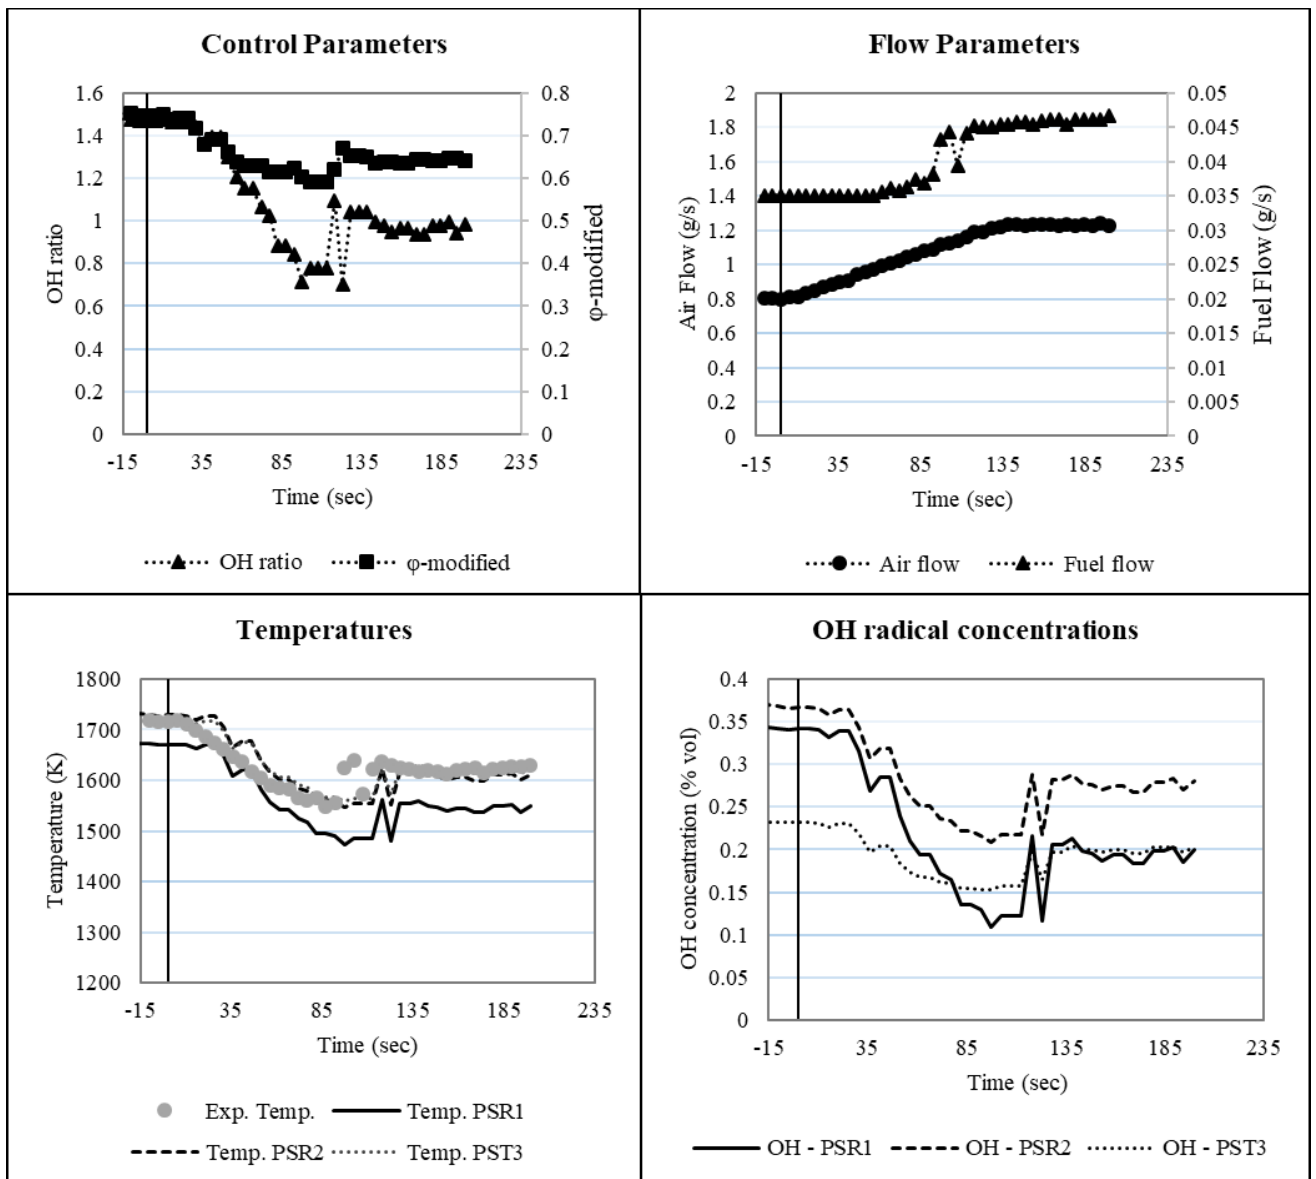 Control Parameters
1.6
1.4
1.2
1
0.8
0.6
0.4
0.2
0
OH ratio
0.8
0.7
0.6
0.5
0.4
0.3
0.2
0.1
0
φ-modified
-15 35 85 135 185 235
Time (sec)
OH ratio φ-modified
Flow Parameters
2
1.8
1.6
1.4
1.2
1
0.8
0.6
0.4
0.2
0
Air Flow (g/s)
0.05
0.045
0.04
0.035
0.03
0.025
0.02
0.015
0.01
0.005
0
Fuel Flow (g/s)
-15 35 85 135 185 235
Time (sec)
Air flow Fuel flow
Temperatures
1800
1700
1600
1500
1400
1300
1200
Temperature (K)
-15 35 85 135 185 235
Time (sec)
Exp. Temp. Temp. PSR1
Temp. PSR2 Temp. PST3
OH radical concentrations
0.4
0.35
0.3
0.25
0.2
0.15
0.1
0.05
0
OH concentration (% vol)
-15 35 85 135 185 235
Time (sec)
OH - PSR1 OH - PSR2 OH - PST3